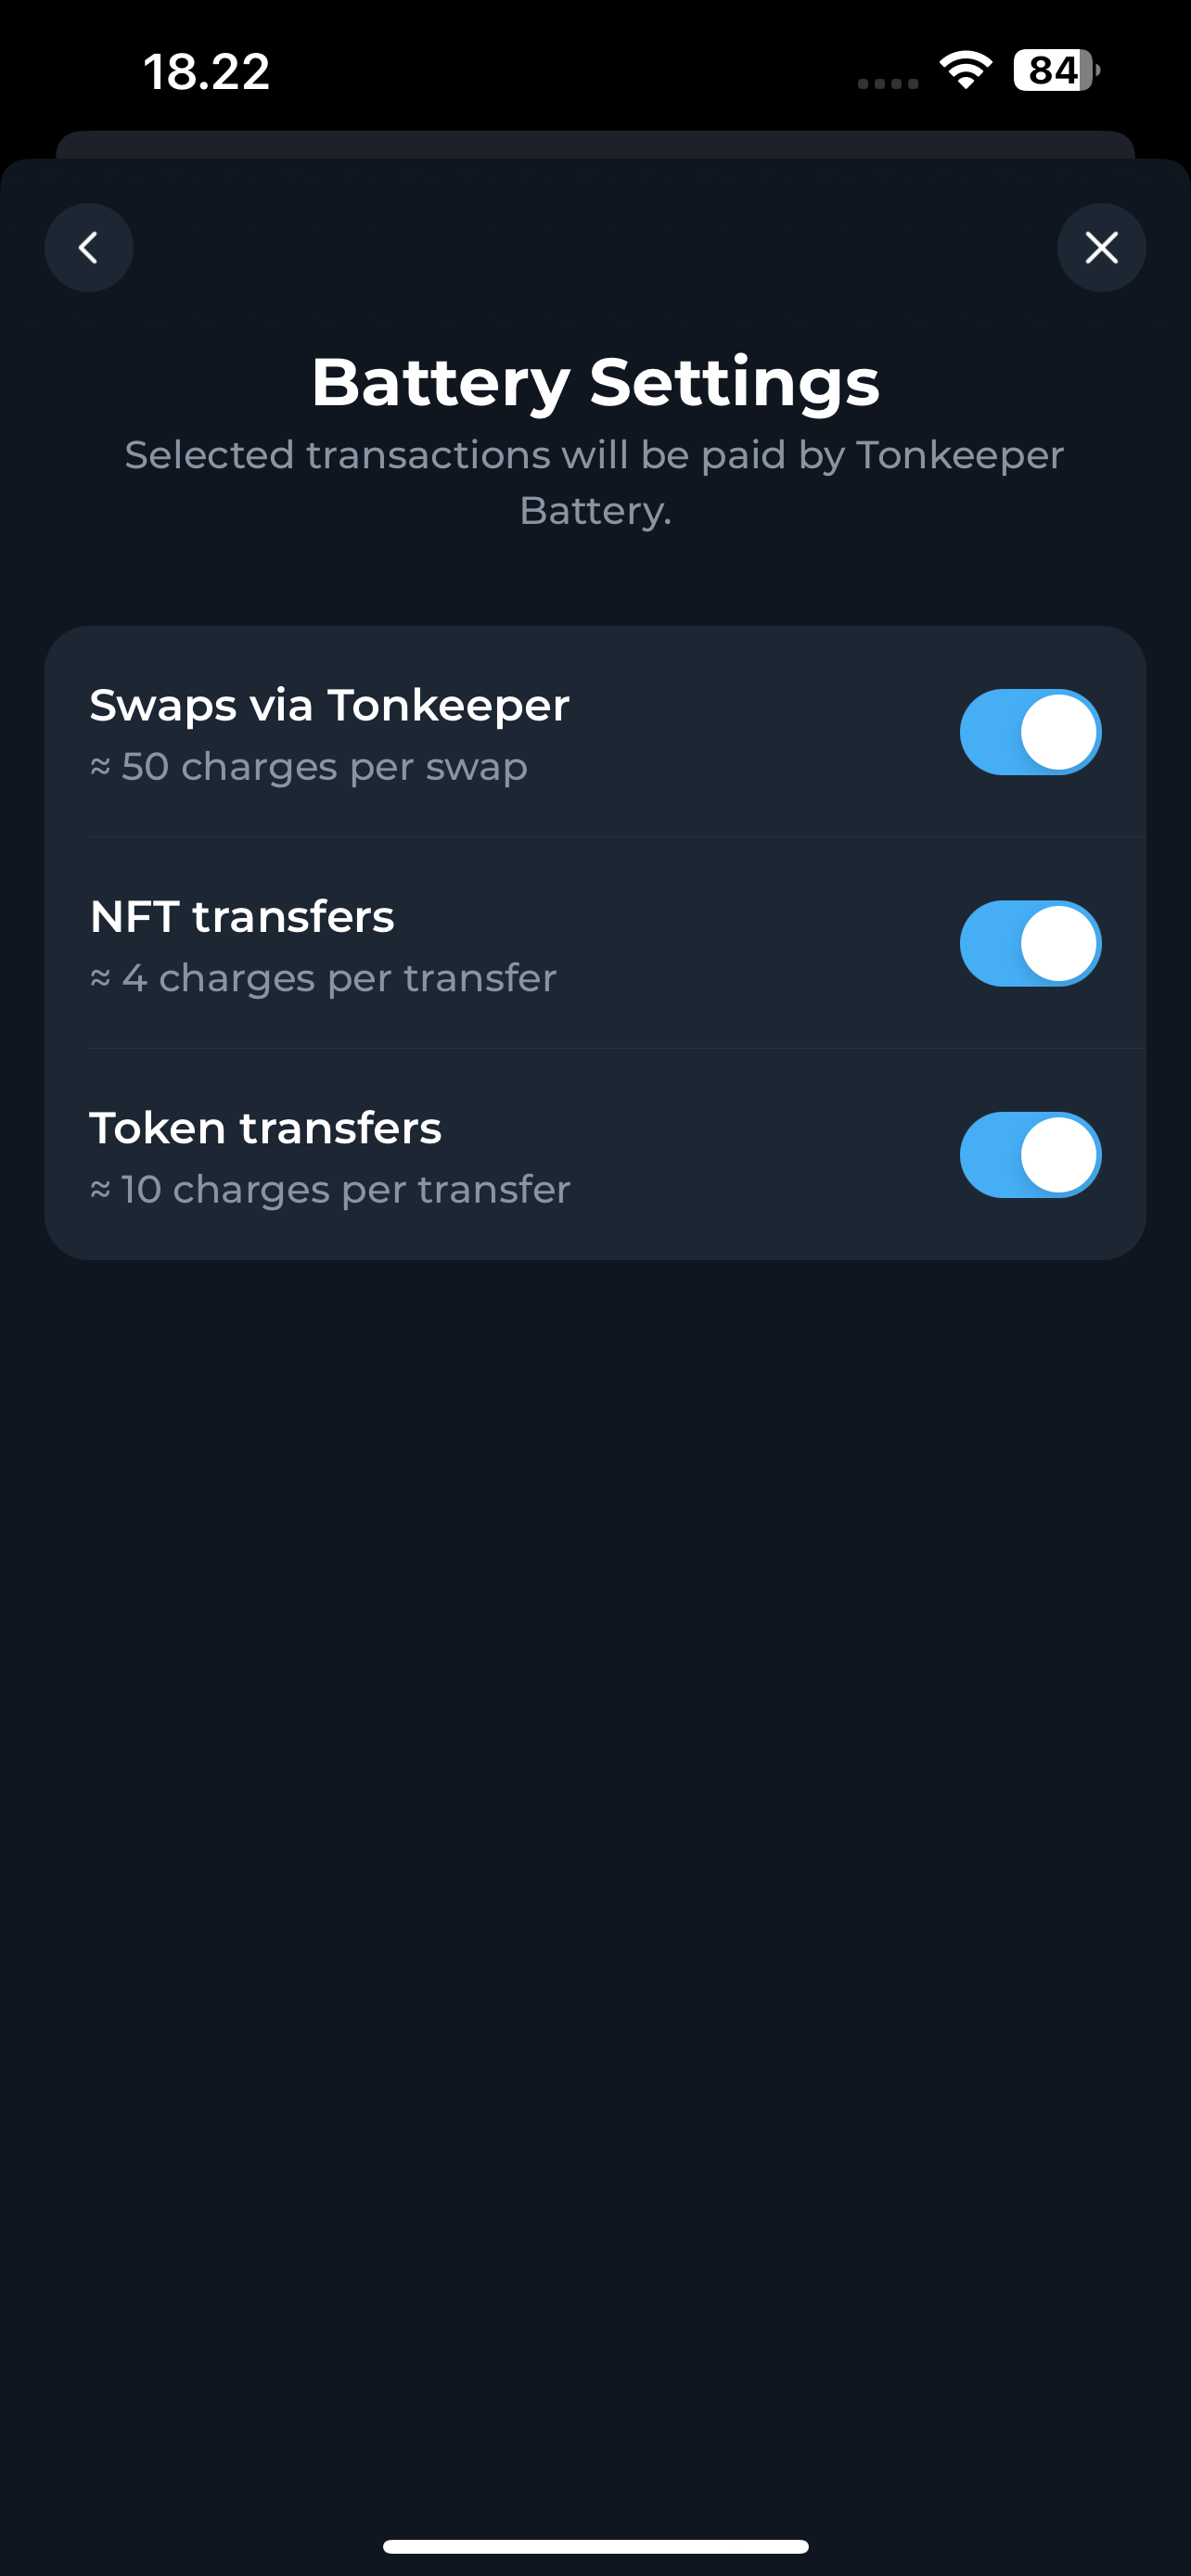 18.22
84
Battery Settings
Selected transactions will be paid by Tonkeeper
Battery.
Swaps via Tonkeeper
≈ 50 charges per swap
NFT transfers
≈ 4 charges per transfer
Token transfers
≈ 10 charges per transfer